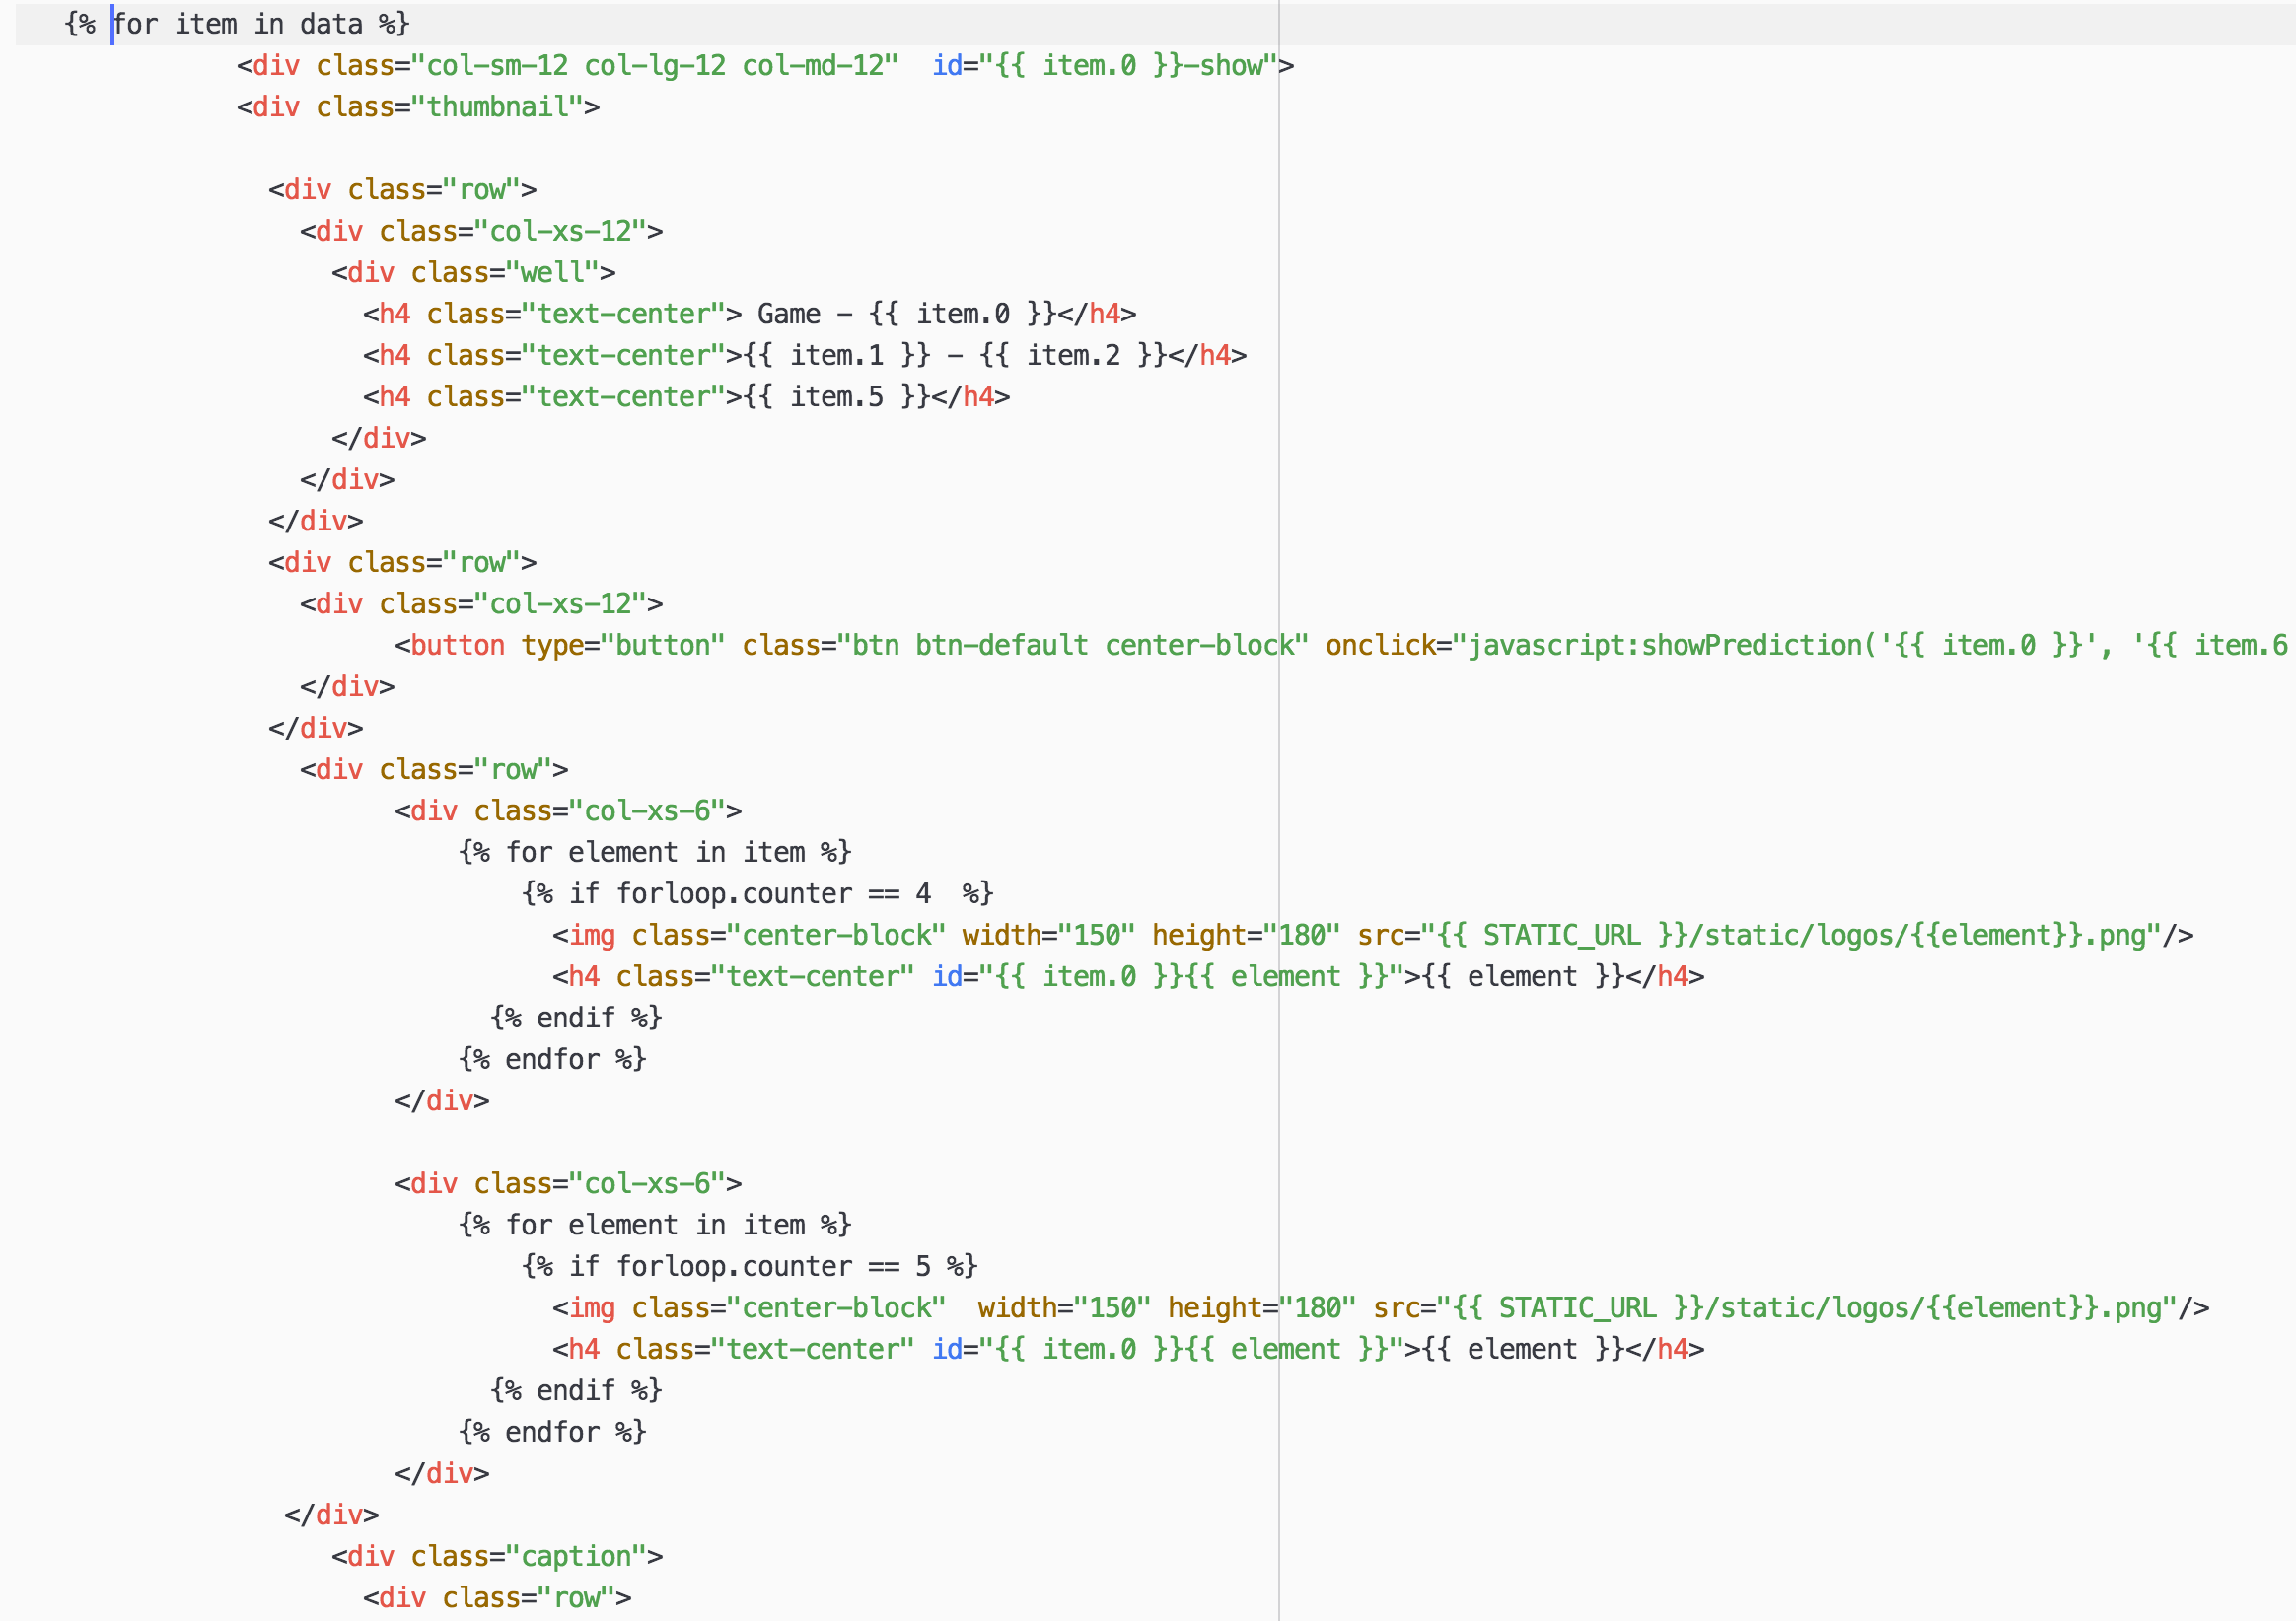 {% for item in data %}
<div class="col-sm-12 col-lg-12 col-md-12"  id="{{ item.0 }}-show">
<div class="thumbnail">
<div class="row">
<div class="col-xs-12">
<div class="well">
<h4 class="text-center"> Game - {{ item.0 }}</h4>
<h4 class="text-center">{{ item.1 }} - {{ item.2 }}</h4>
<h4 class="text-center">{{ item.5 }}</h4>
</div>
</div>
</div>
<div class="row">
<div class="col-xs-12">
<button type="button" class="btn btn-default center-block" onclick="javascript:showPrediction('{{ item.0 }}', '{{ item.6
</div>
</div>
<div class="row">
<div class="col-xs-6">
{% for element in item %}
{% if forloop.counter == 4  %}
<img class="center-block" width="150" height="180" src="{{ STATIC_URL }}/static/logos/{{element}}.png"/>
<h4 class="text-center" id="{{ item.0 }}{{ element }}">{{ element }}</h4>
{% endif %}
{% endfor %}
</div>
<div class="col-xs-6">
{% for element in item %}
{% if forloop.counter == 5 %}
<img class="center-block"  width="150" height="180" src="{{ STATIC_URL }}/static/logos/{{element}}.png"/>
<h4 class="text-center" id="{{ item.0 }}{{ element }}">{{ element }}</h4>
{% endif %}
{% endfor %}
</div>
</div>
<div class="caption">
<div class="row">